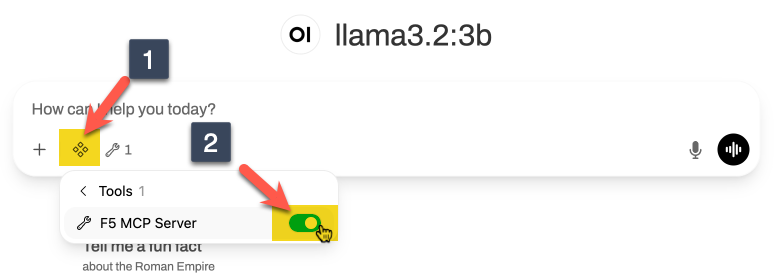 1
OI llama3.2:3b
How can I help you today?
1
2
Tools 1
F5 MCP Server
Tell me a fun fact
about the Roman Empire